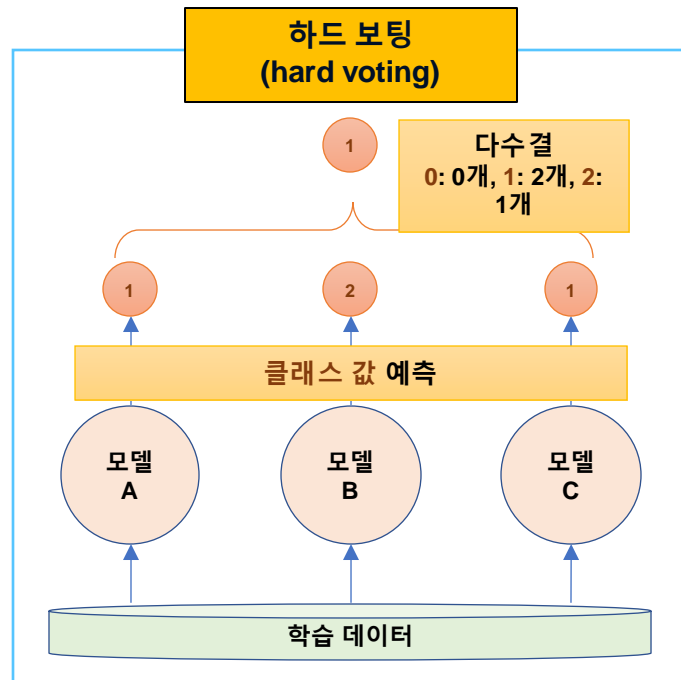 하드 보팅
(hard voting)
1
다수결
0: 0개, 1: 2개, 2:
1개
1
2
1
클래스 값 예측
모델
A
모델
B
모델
C
학습 데이터